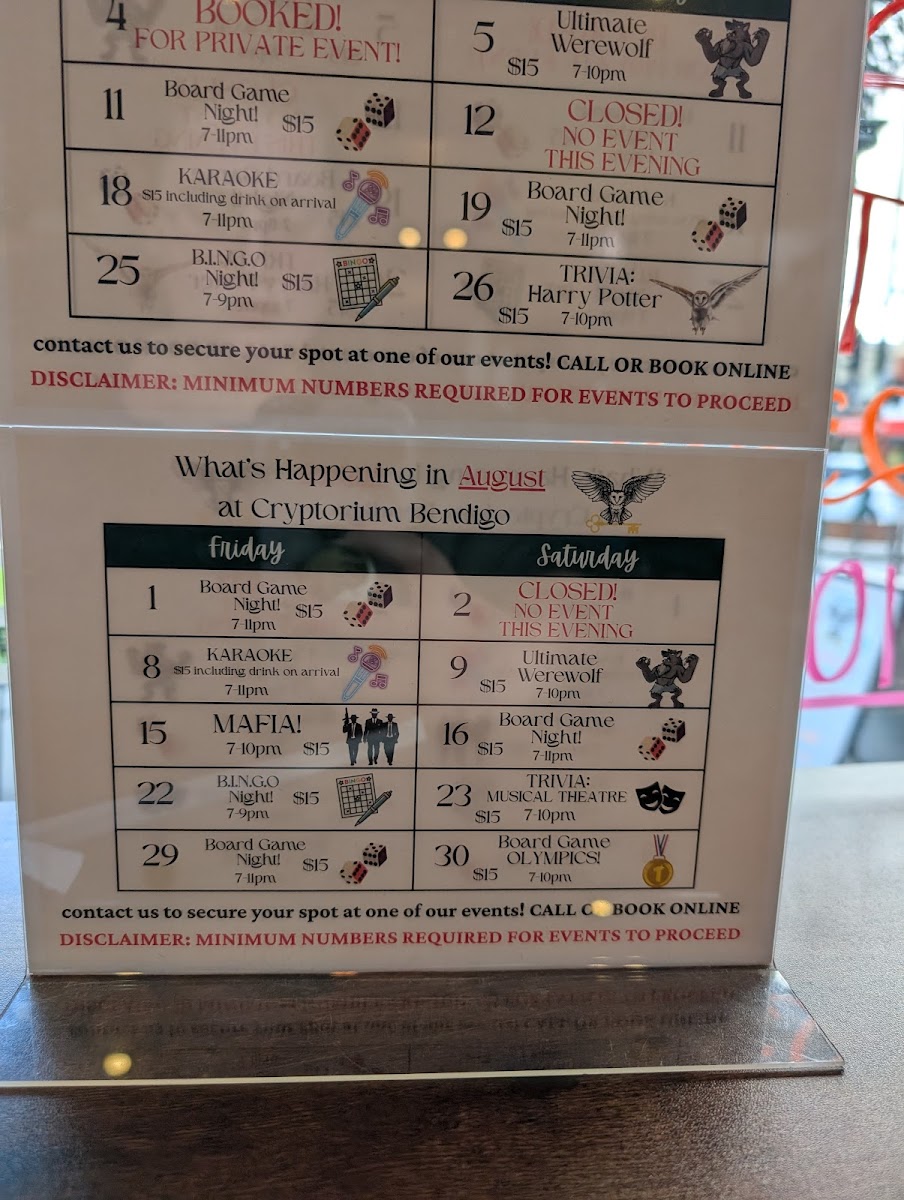 4
BOOKED!
FOR PRIVATE EVENT!
5
Ultimate
Werewolf
$15 7-10pm
11
Board Game
Night! $15
7-11pm
12
CLOSED!
NO EVENT
THIS EVENING
18
KARAOKE
$15 including drink on arrival
7-11pm
19
Board Game
Night!
$15
7-11pm
25
B.I.N.G.O
Night! $15
7-9pm
BINGO
26
TRIVIA:
Harry Potter
$15 7-10pm
contact us to secure your spot at one of our events! CALL OR BOOK ONLINE
DISCLAIMER: MINIMUM NUMBERS REQUIRED FOR EVENTS TO PROCEED
What's Happening in August
at Cryptorium Bendigo
Friday
Saturday
1
Board Game
Night! $15
7-11pm
2
CLOSED!
NO EVENT
THIS EVENING
8
KARAOKE
$15 including drink on arrival
7-11pm
9
Ultimate
Werewolf
$15 7-10pm
15
MAFIA!
7-10pm $15
16
Board Game
Night!
$15 7-11pm
22
B.I.N.G.O
Night! $15
7-9pm
BINGO
23
TRIVIA:
MUSICAL THEATRE
$15 7-10pm
29
Board Game
Night! $15
7-11pm
30
Board Game
OLYMPICS!
$15 7-10pm
contact us to secure your spot at one of our events! CALL BOOK ONLINE
DISCLAIMER: MINIMUM NUMBERS REQUIRED FOR EVENTS TO PROCEED